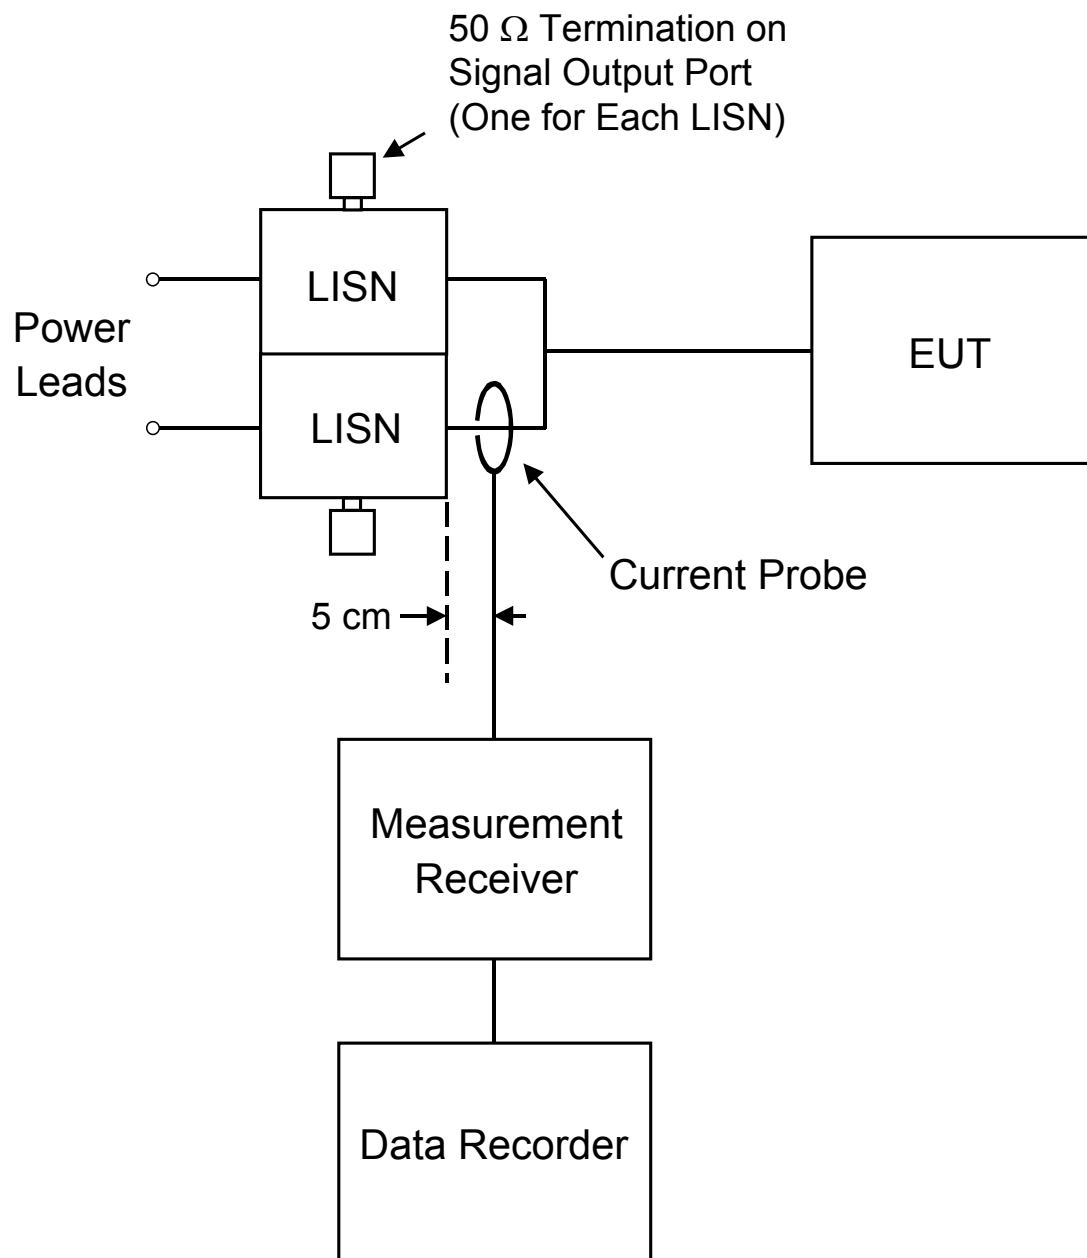 50 Ω Termination on
Signal Output Port
(One for Each LISN)
LISN
Power
Leads
EUT
LISN
Current Probe
5 cm
Measurement
Receiver
Data Recorder